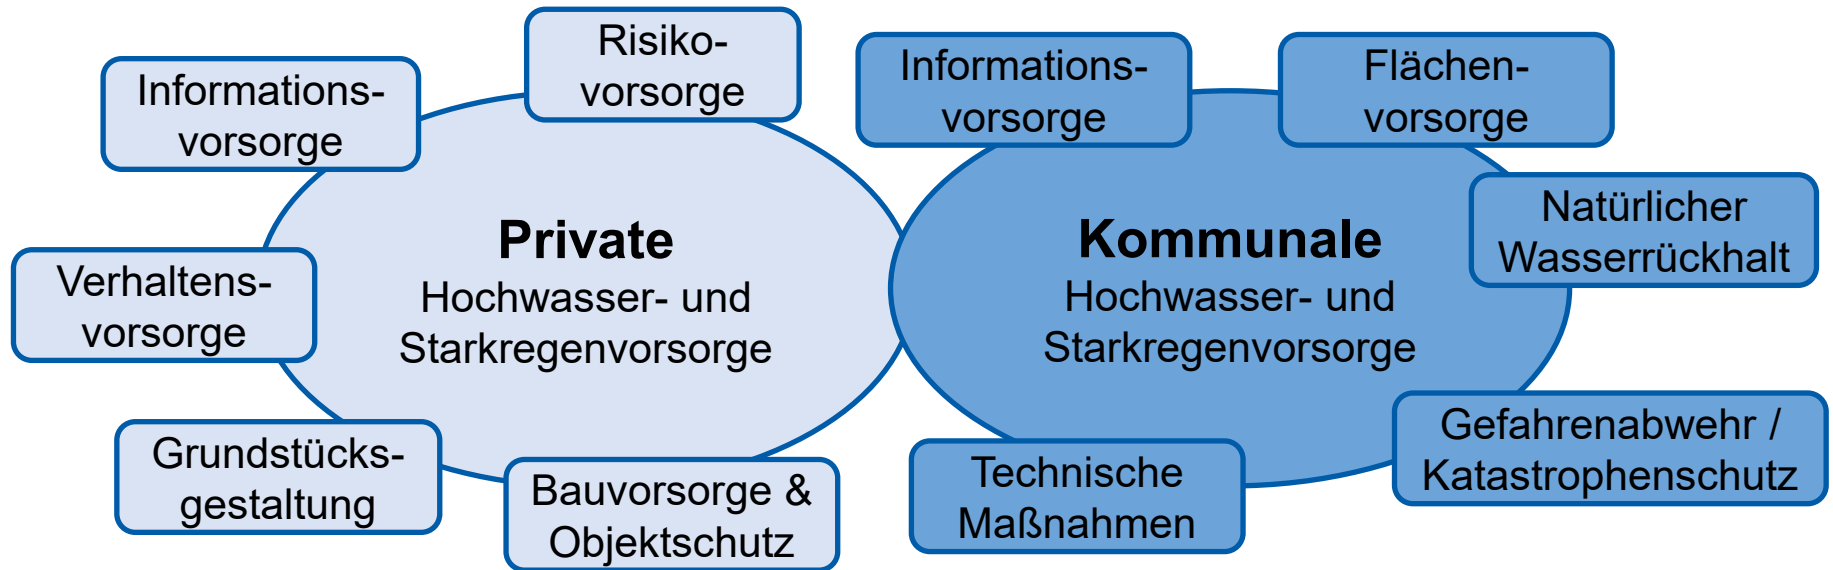 Risiko-
vorsorge
Informations-
vorsorge
Verhaltens-
vorsorge
Grundstücks-
gestaltung
Bauvorsorge &
Objektschutz
Private
Hochwasser- und
Starkregenvorsorge
Informations-
vorsorge
Flächen-
vorsorge
Natürlicher
Wasserrückhalt
Gefahrenabwehr /
Katastrophenschutz
Technische
Maßnahmen
Kommunale
Hochwasser- und
Starkregenvorsorge